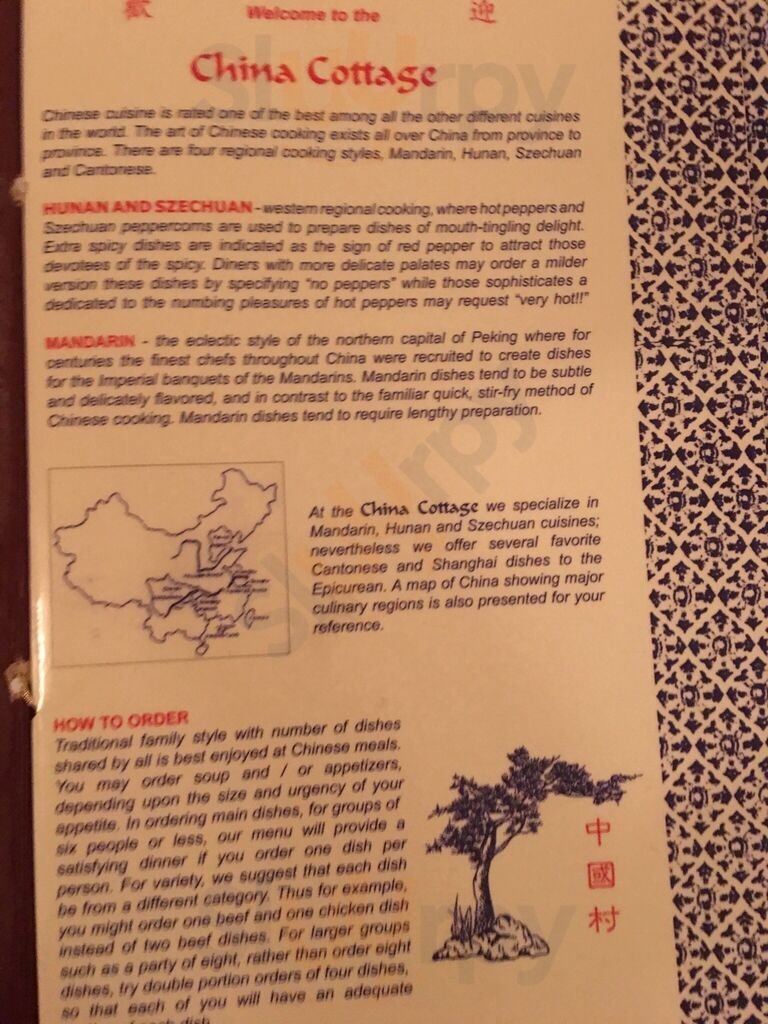 歡 Welcome to the 迎
China Cottage
Chinese cuisine is rated one of the best among all the other different cuisines
in the world. The art of Chinese cooking exists all over China from province to
province. There are four regional cooking styles, Mandarin, Hunan, Szechuan
and Cantonese.
HUNAN AND SZECHUAN - western regional cooking, where hot peppers and
Szechuan peppercorns are used to prepare dishes of mouth-tingling delight.
Extra spicy dishes are indicated as the sign of red pepper to attract those
devotees of the spicy. Diners with more delicate palates may order a milder
version these dishes by specifying "no peppers" while those sophisticates a
dedicated to the numbing pleasures of hot peppers may request "very hot!!"
MANDARIN - the eclectic style of the northern capital of Peking where for
centuries the finest chefs throughout China were recruited to create dishes
for the Imperial banquets of the Mandarins. Mandarin dishes tend to be subtle
and delicately flavored, and in contrast to the familiar quick, stir-fry method of
Chinese cooking. Mandarin dishes tend to require lengthy preparation.
At the China Cottage we specialize in
Mandarin, Hunan and Szechuan cuisines;
nevertheless we offer several favorite
Cantonese and Shanghai dishes to the
Epicurean. A map of China showing major
culinary regions is also presented for your
reference.
HOW TO ORDER
Traditional family style with number of dishes
shared by all is best enjoyed at Chinese meals.
You may order soup and / or appetizers,
depending upon the size and urgency of your
appetite. In ordering main dishes, for groups of
six people or less, our menu will provide a
satisfying dinner if you order one dish per
person. For variety, we suggest that each dish
be from a different category. Thus for example,
you might order one beef and one chicken dish
instead of two beef dishes. For larger groups
such as a party of eight, rather than order eight
dishes, try double portion orders of four dishes,
so that each of you will have an adequate
of each dish
中
國
村
Slurrpy
Slurrpy